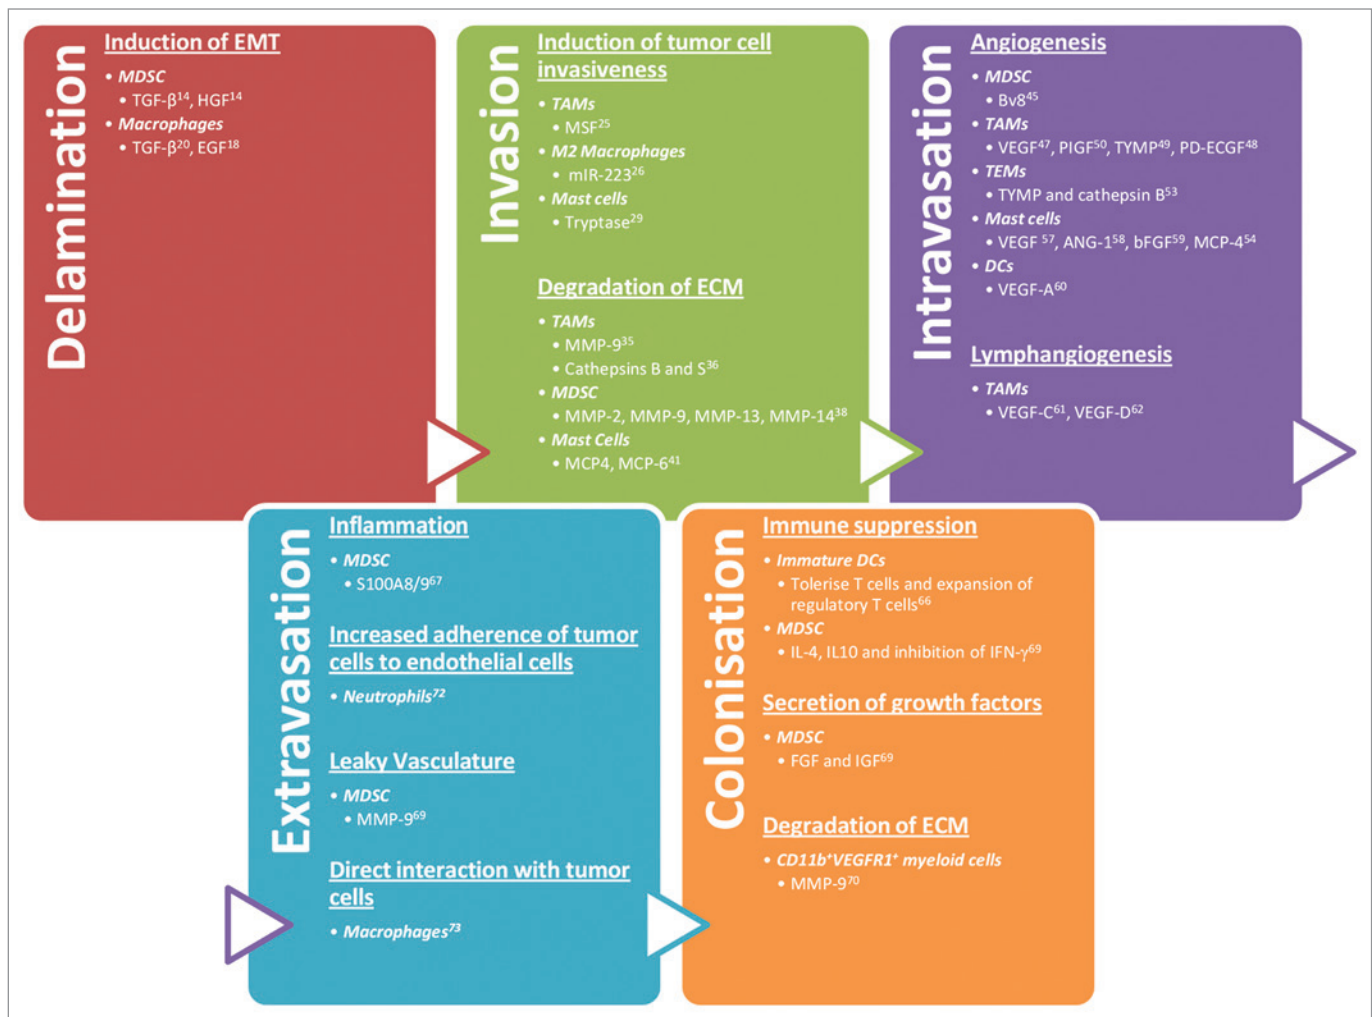 Delamination
Induction of EMT
• MDSC
• TGF-β14, HGF14
• Macrophages
• TGF-β20, EGF18
Invasion
Induction of tumor cell
invasiveness
• TAMs
• MSF25
• M2 Macrophages
• mIR-22326
• Mast cells
• Tryptase29
Degradation of ECM
• TAMs
• MMP-935
• Cathepsins B and S36
• MDSC
• MMP-2, MMP-9, MMP-13, MMP-1438
• Mast Cells
• MCP4, MCP-641
Intravasation
Angiogenesis
• MDSC
• Bv845
• TAMs
• VEGF47, PIGF50, TYMP49, PD-ECGF48
• TEMs
• TYMP and cathepsin B53
• Mast cells
• VEGF 57, ANG-158, bFGF59, MCP-454
• DCs
• VEGF-A60
Lymphangiogenesis
• TAMs
• VEGF-C61, VEGF-D62
Extravasation
Inflammation
• MDSC
• S100A8/967
Increased adherence of tumor
cells to endothelial cells
• Neutrophils72
Leaky Vasculature
• MDSC
• MMP-969
Direct interaction with tumor
cells
• Macrophages73
Colonisation
Immune suppression
• Immature DCs
• Tolerise T cells and expansion of
regulatory T cells66
• MDSC
• IL-4, IL10 and inhibition of IFN-γ69
Secretion of growth factors
• MDSC
• FGF and IGF69
Degradation of ECM
• CD11b+VEGFR1+ myeloid cells
• MMP-970